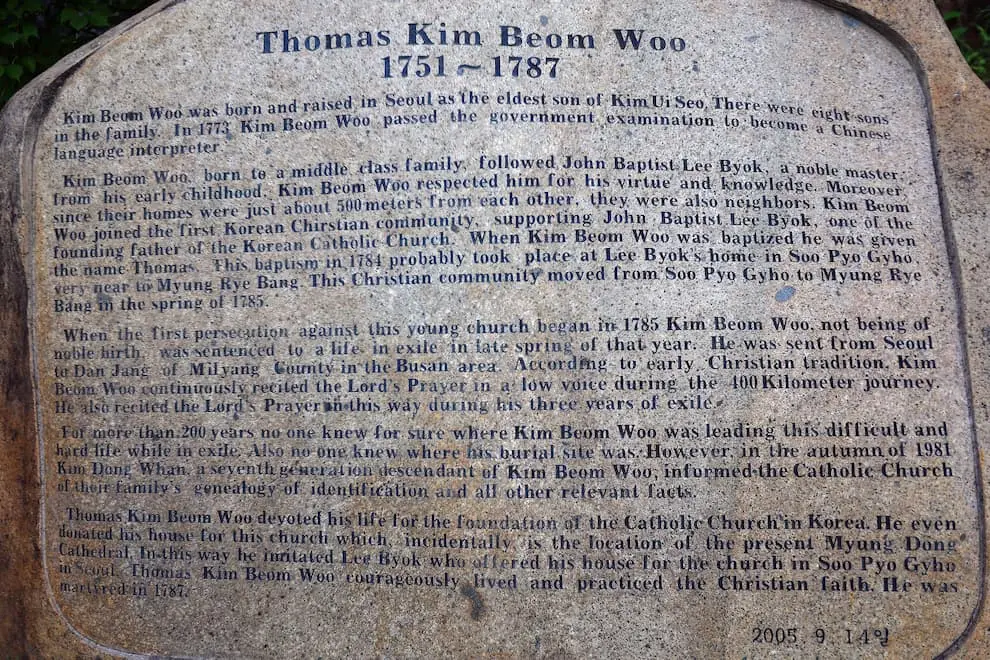 Thomas Kim Beom Woo
1751~1787
Kim Beom Woo was born and raised in Seoul as the eldest son of Kim Ui Seo. There were eight sons
in the family. In 1773 Kim Beom Woo passed the government examination to become a Chinese
language interpreter.
Kim Beom Woo, born to a middle class family, followed John Baptist Lee Byok, a noble master,
from his early childhood. Kim Beom Woo respected him for his virtue and knowledge. Moreover,
since their homes were just about 500meters from each other, they were also neighbors. Kim Beom
Woo joined the first Korean Chirstian community, supporting John Baptist Lee Byok, one of the
founding father of the Korean Catholic Church. When Kim Beom Woo was baptized he was given
the name Thomas. This baptism in 1784 probably took place at Lee Byok's home in Soo Pyo Gyho
very near to Myung Rye Bang. This Christian community moved from Soo Pyo Gyho to Myung Rye
Bang in the spring of 1785.
When the first persecution against this young church began in 1785 Kim Beom Woo, not being of
noble birth, was sentenced to a life in exile in late spring of that year. He was sent from Seoul
to Dan Jang of Milyang County in the Busan area. According to early Christian tradition, Kim
Beom Woo continuously recited the Lord's Prayer in a low voice during the 400Kilometer journey.
He also recited the Lord's Prayer in this way during his three years of exile.
For more than 200 years no one knew for sure where Kim Beom Woo was leading this difficult and
hard life while in exile. Also no one knew where his burial site was. However, in the autumn of 1981
Kim Dong Whan, a seventh generation descendant of Kim Beom Woo, informed the Catholic Church
of their family's genealogy of identification and all other relevant facts.
Thomas Kim Beom Woo devoted his life for the foundation of the Catholic Church in Korea. He even
donated his house for this church which, incidentally, is the location of the present Myung Dong
Cathedral. In this way he imitated Lee Byok who offered his house for the church in Soo Pyo Gyho
in Seoul. Thomas Kim Beom Woo courageously lived and practiced the Christian faith. He was
martyred in 1787.
2005. 9. 14일